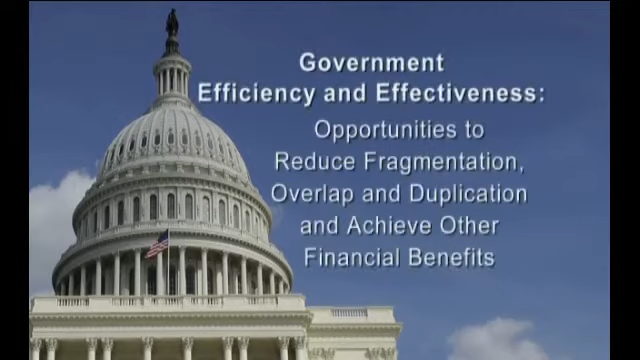 Government
Efficiency and Effectiveness:
Opportunities to
Reduce Fragmentation,
Overlap and Duplication
and Achieve Other
Financial Benefits